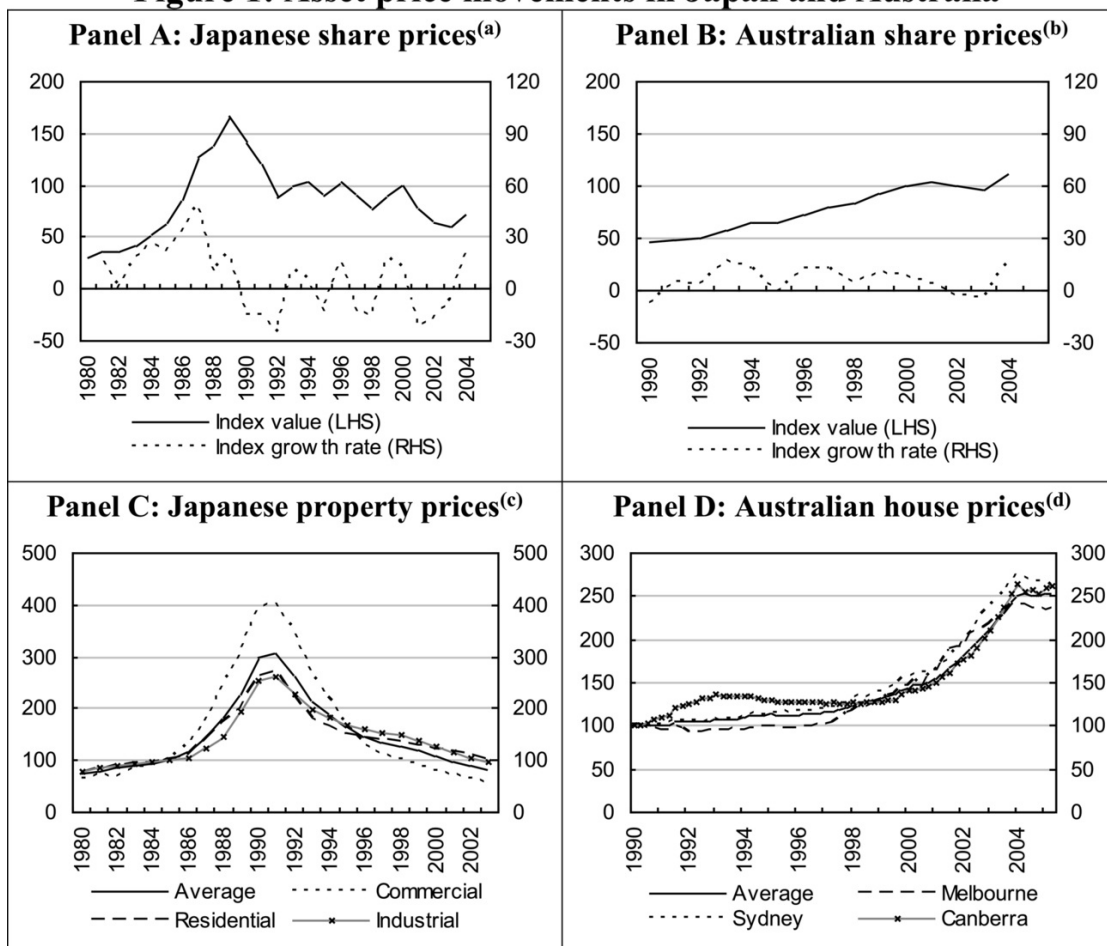 Figure 1: Asset price movements in Japan and Australia
Panel A: Japanese share prices(a)
200 120
150 90
100 60
50 30
0 0
-50 -30
1980 1982 1984 1986 1988 1990 1992 1994 1996 1998 2000 2002 2004
Index value (LHS)
Index growth rate (RHS)
Panel B: Australian share prices(b)
200 120
150 90
100 60
50 30
0 0
-50 -30
1990 1992 1994 1996 1998 2000 2002 2004
Index value (LHS)
Index growth rate (RHS)
Panel C: Japanese property prices(c)
500 500
400 400
300 300
200 200
100 100
0 0
1980 1982 1984 1986 1988 1990 1992 1994 1996 1998 2000 2002
Average Commercial
Residential Industrial
Panel D: Australian house prices(d)
300 300
250 250
200 200
150 150
100 100
50 50
0 0
1990 1992 1994 1996 1998 2000 2002 2004
Average Melbourne
Sydney Canberra